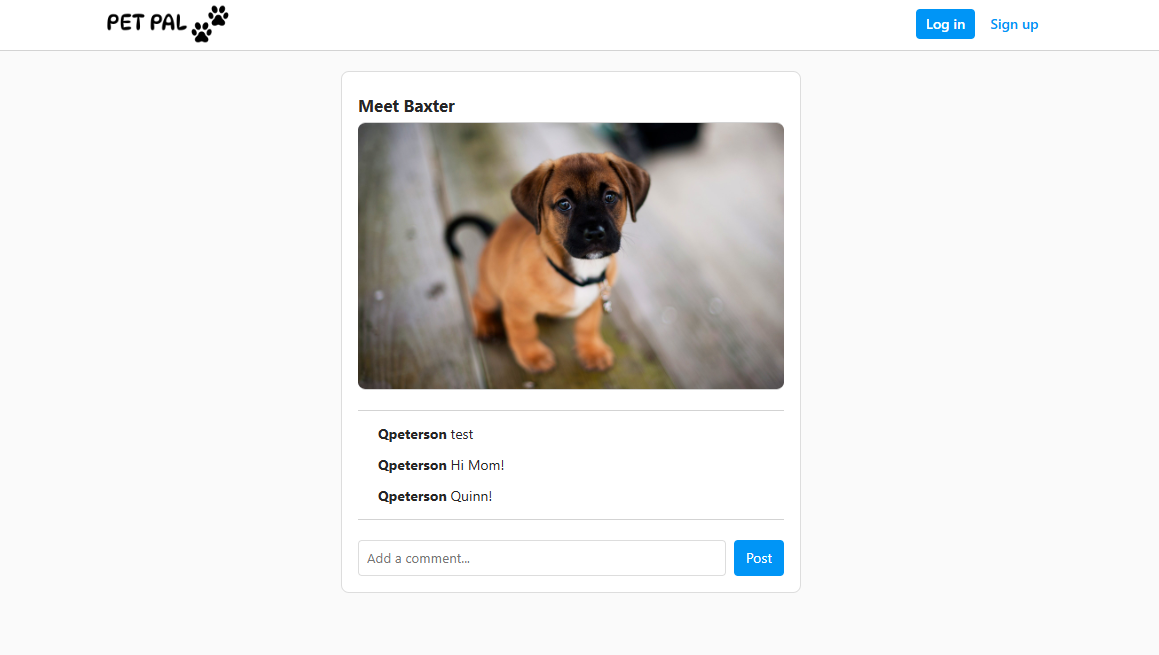 PET PAL
Log in
Sign up
Meet Baxter
Qpeterson test
Qpeterson Hi Mom!
Qpeterson Quinn!
Add a comment...
Post